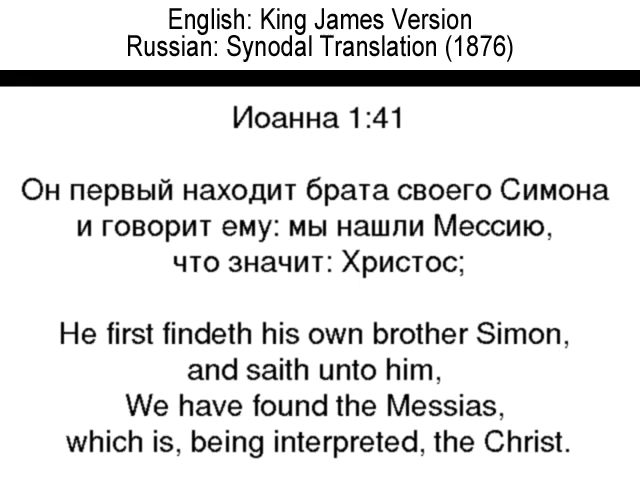 English: King James Version
Russian: Synodal Translation (1876)
Иоанна 1:41
Он первый находит брата своего Симона
и говорит ему: мы нашли Мессию,
что значит: Христос;
He first findeth his own brother Simon,
and saith unto him,
We have found the Messias,
which is, being interpreted, the Christ.